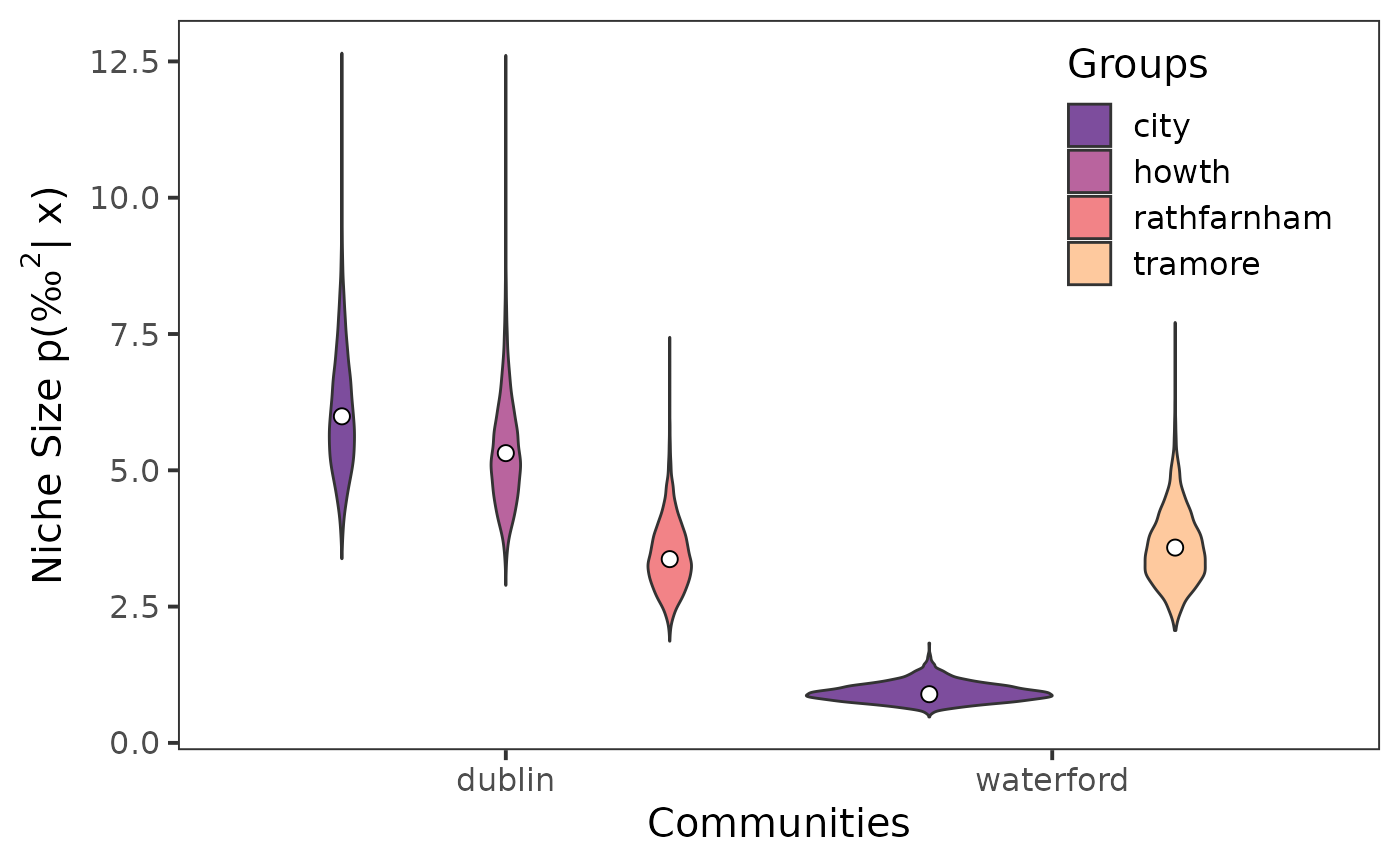 Niche Size p(‰²| x)
12.5
10.0
7.5
5.0
2.5
0.0
Groups
city
howth
rathfarnham
tramore
dublin
waterford
Communities